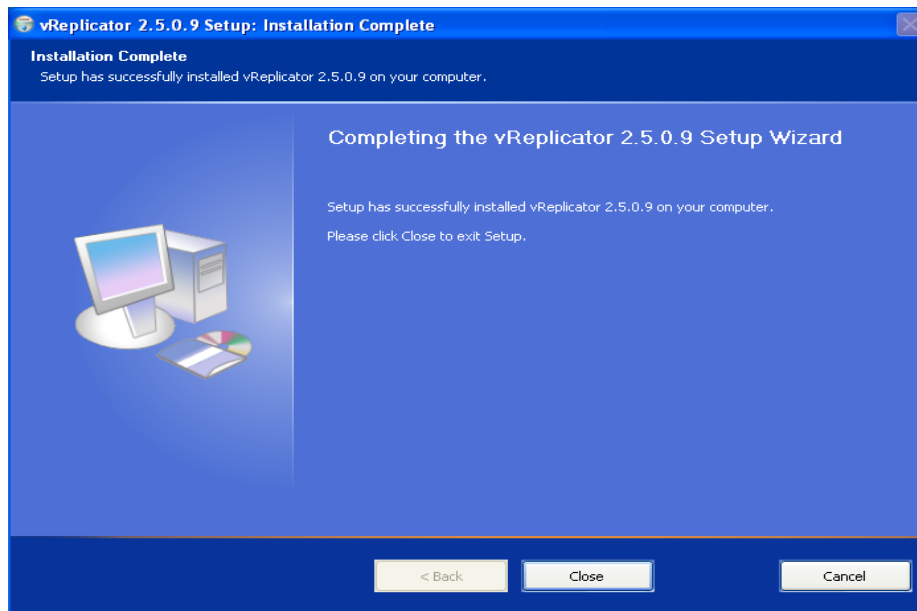 vReplicator 2.5.0.9 Setup: Installation Complete
Installation Complete
Setup has successfully installed vReplicator 2.5.0.9 on your computer.
Completing the vReplicator 2.5.0.9 Setup Wizard
Setup has successfully installed vReplicator 2.5.0.9 on your computer.
Please click Close to exit Setup.
< Back
Close
Cancel